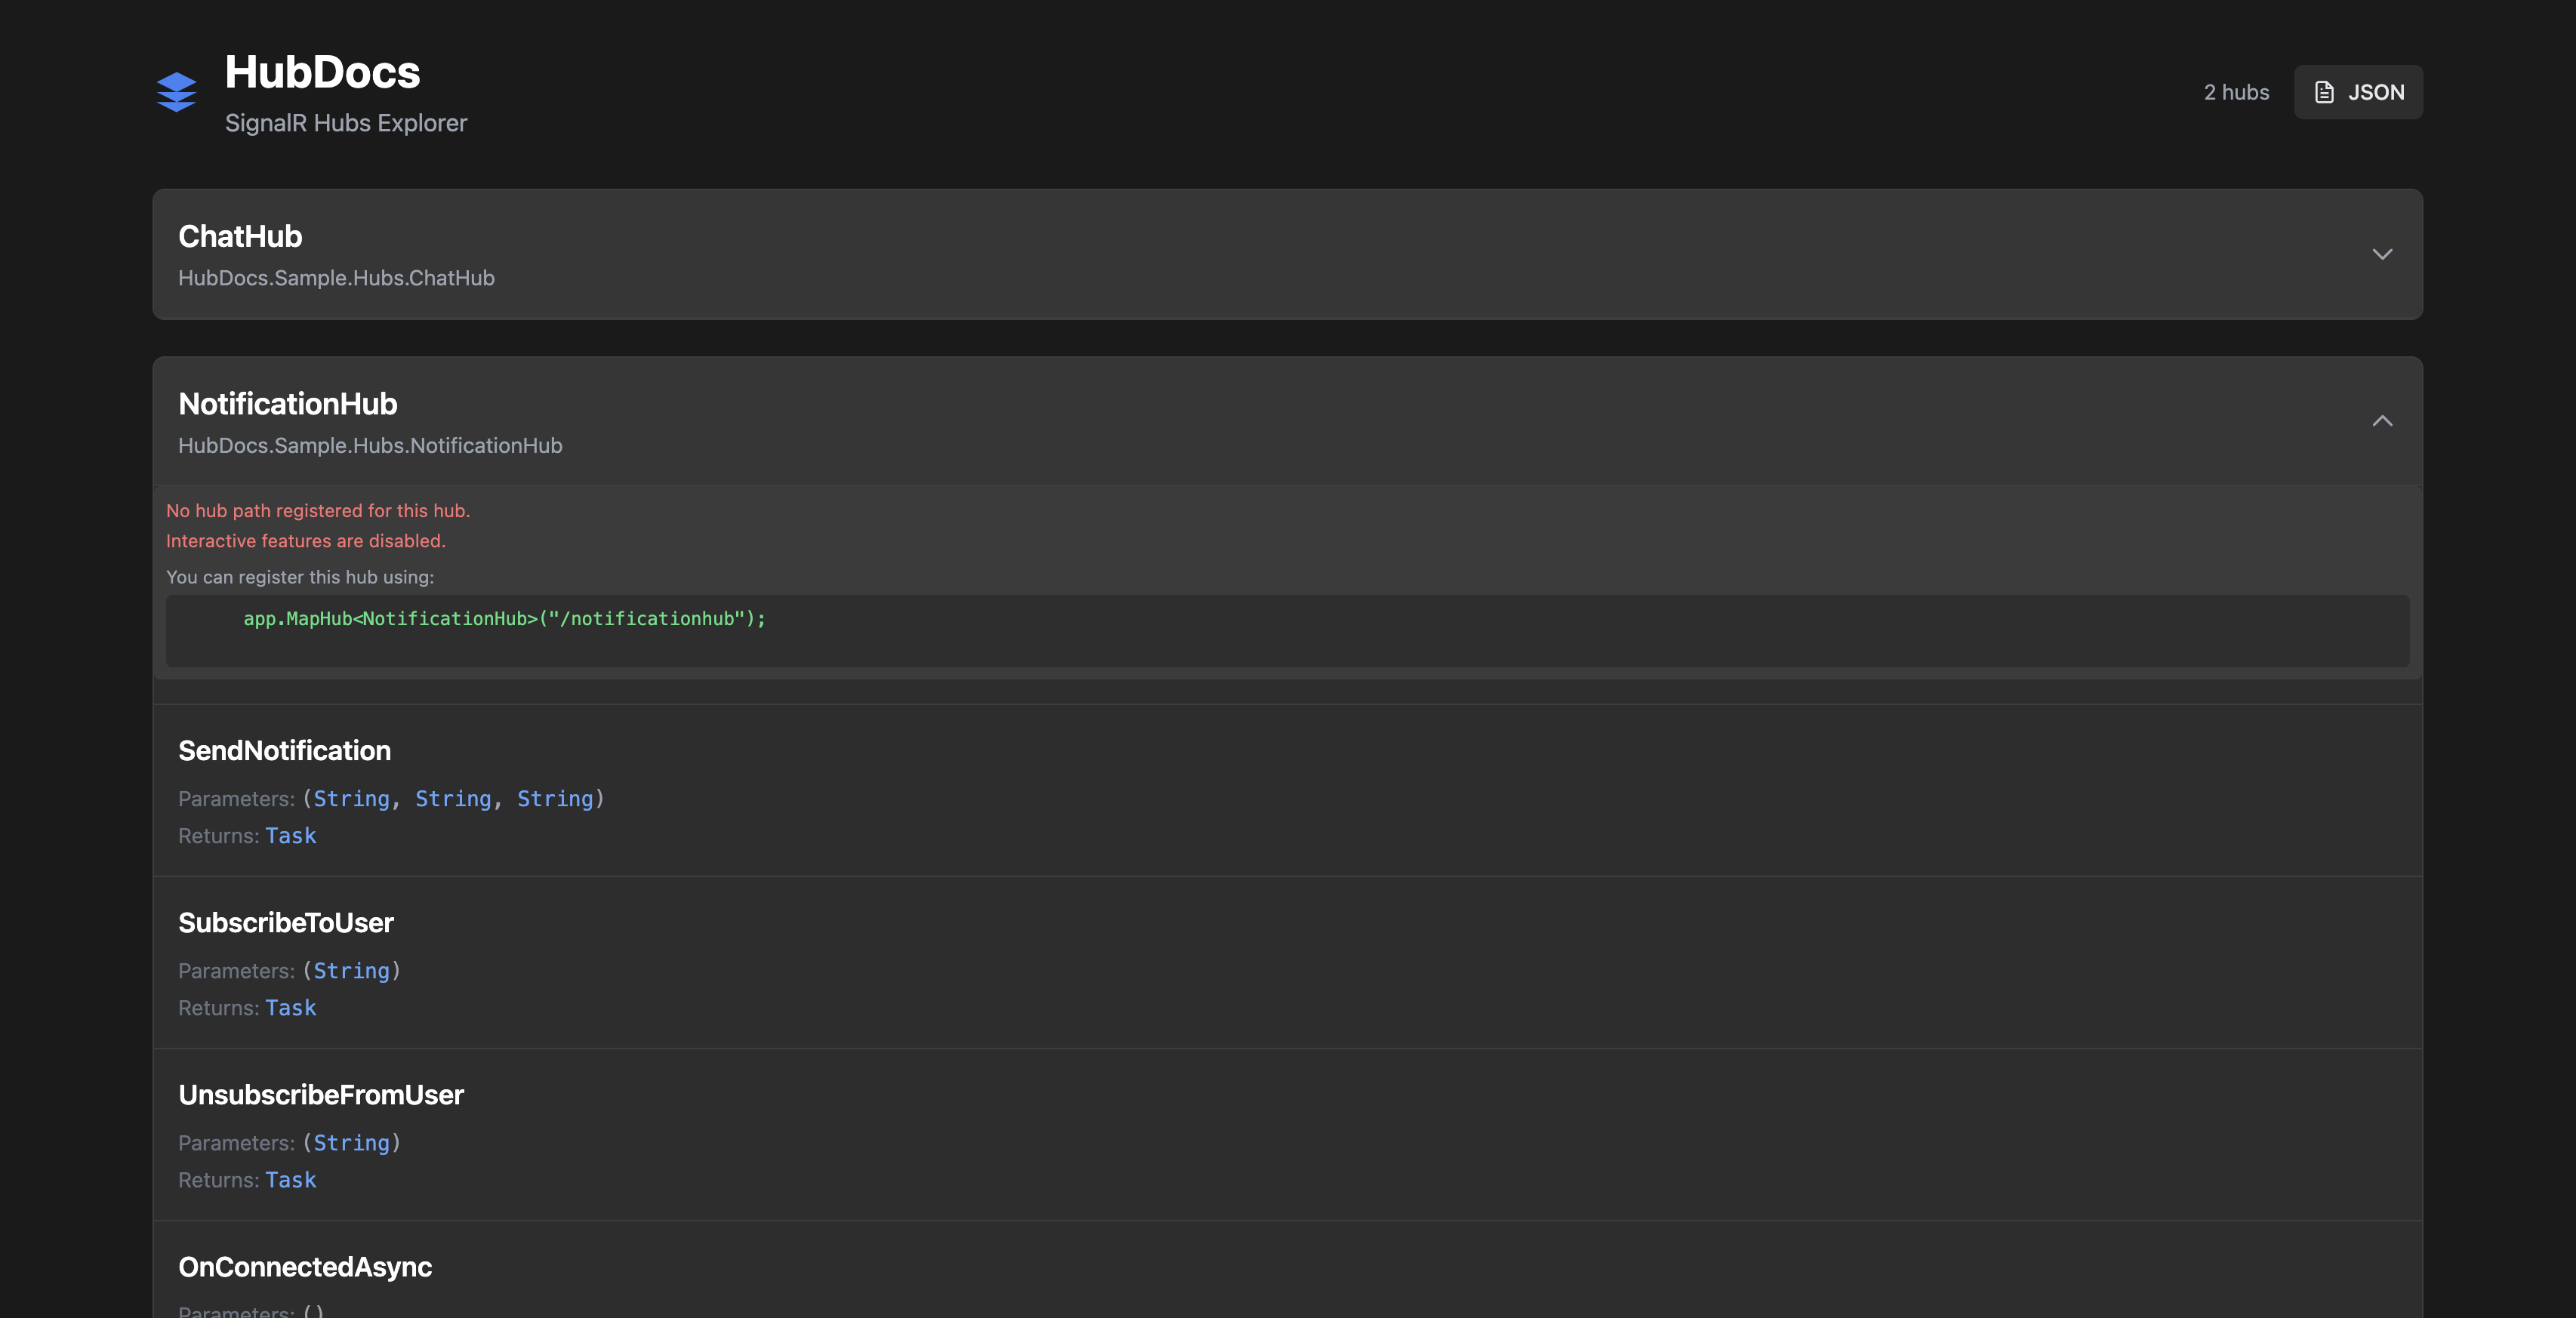 HubDocs
SignalR Hubs Explorer
2 hubs
JSON
ChatHub
HubDocs.Sample.Hubs.ChatHub
NotificationHub
HubDocs.Sample.Hubs.NotificationHub
No hub path registered for this hub.
Interactive features are disabled.
You can register this hub using:
app.MapHub<NotificationHub>("/notificationhub");
SendNotification
Parameters: (String, String, String)
Returns: Task
SubscribeToUser
Parameters: (String)
Returns: Task
UnsubscribeFromUser
Parameters: (String)
Returns: Task
OnConnectedAsync
Parameters: ()